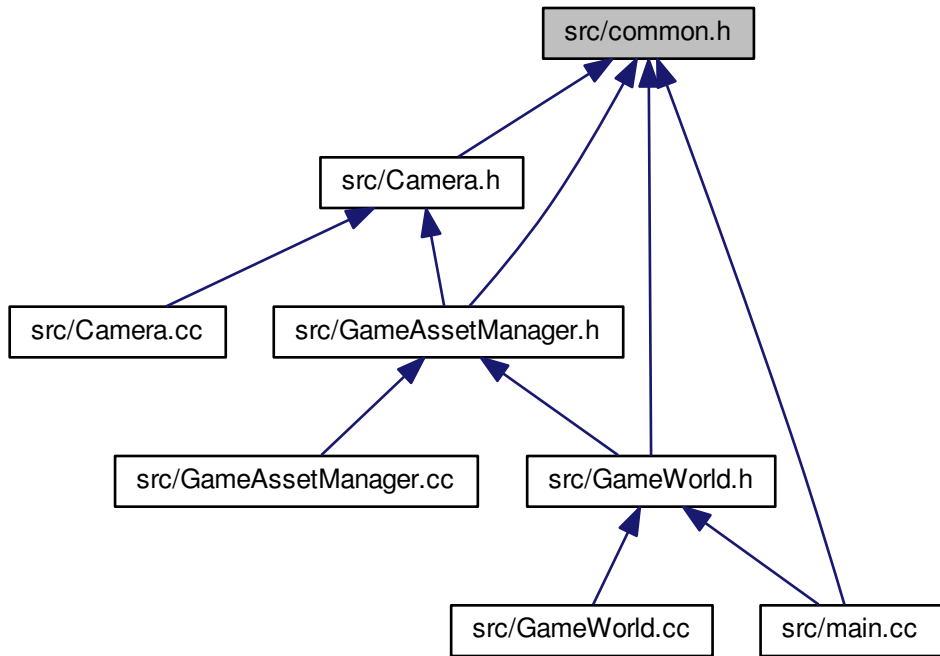 src/common.h
src/Camera.h
src/Camera.cc
src/GameAssetManager.h
src/GameAssetManager.cc
src/GameWorld.h
src/GameWorld.cc
src/main.cc